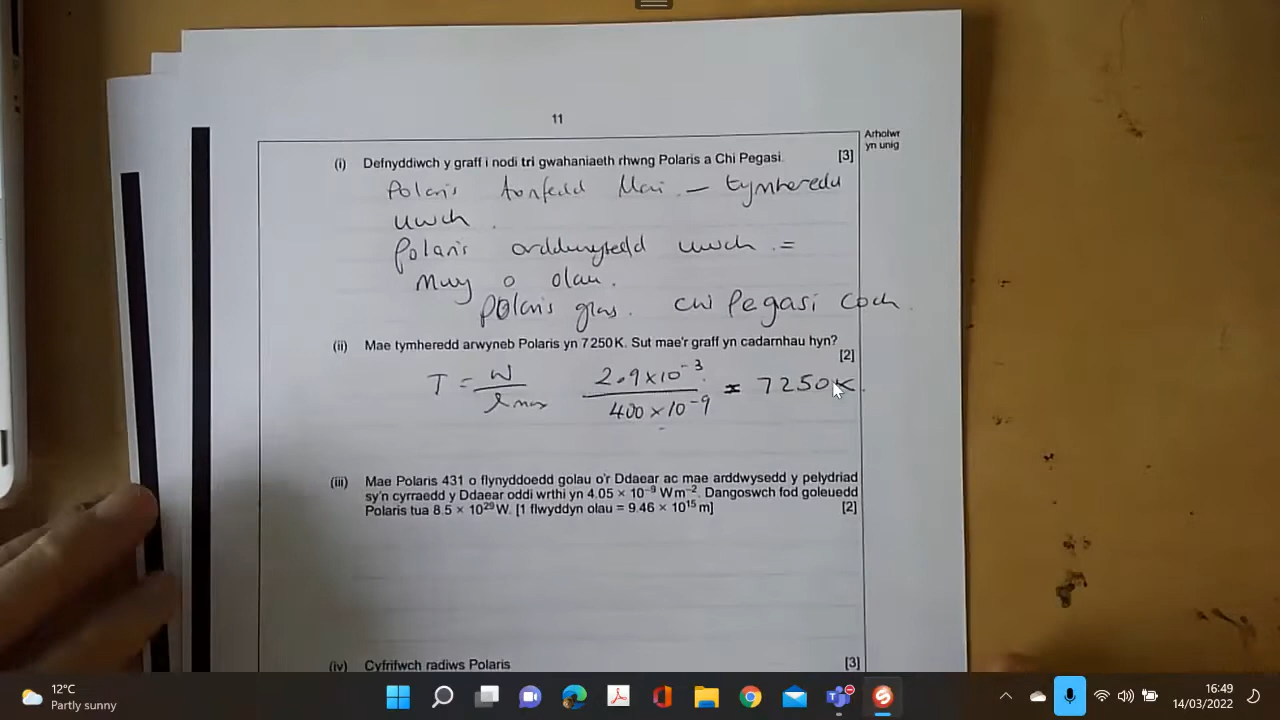 11
Arholwr
yn unig
(i) Defnyddiwch y graff i nodi tri gwahaniaeth rhwng Polaris a Chi Pegasi. [3]
Polaris tonfedd llai – tymheredd
uwch.
Polaris arddwysedd uwch. =
mwy o olau.
Polaris glas. Chi Pegasi coch.
(ii) Mae tymheredd arwyneb Polaris yn 7250K. Sut mae'r graff yn cadarnhau hyn?
[2]
T = W / λmax 2.9×10⁻³ / 400×10⁻⁹ = 7250K.
(iii) Mae Polaris 431 o flynyddoedd golau o'r Ddaear ac mae arddwysedd y pelydriad
sy'n cyrraedd y Ddaear oddi wrthi yn 4.05 × 10⁻⁹ Wm⁻². Dangoswch fod goleuedd
Polaris tua 8.5 × 10²⁹ W. [1 flwyddyn olau = 9.46 × 10¹⁵ m] [2]
(iv) Cyfrifwch radiws Polaris [3]
12°C
Partly sunny
16:49
14/03/2022